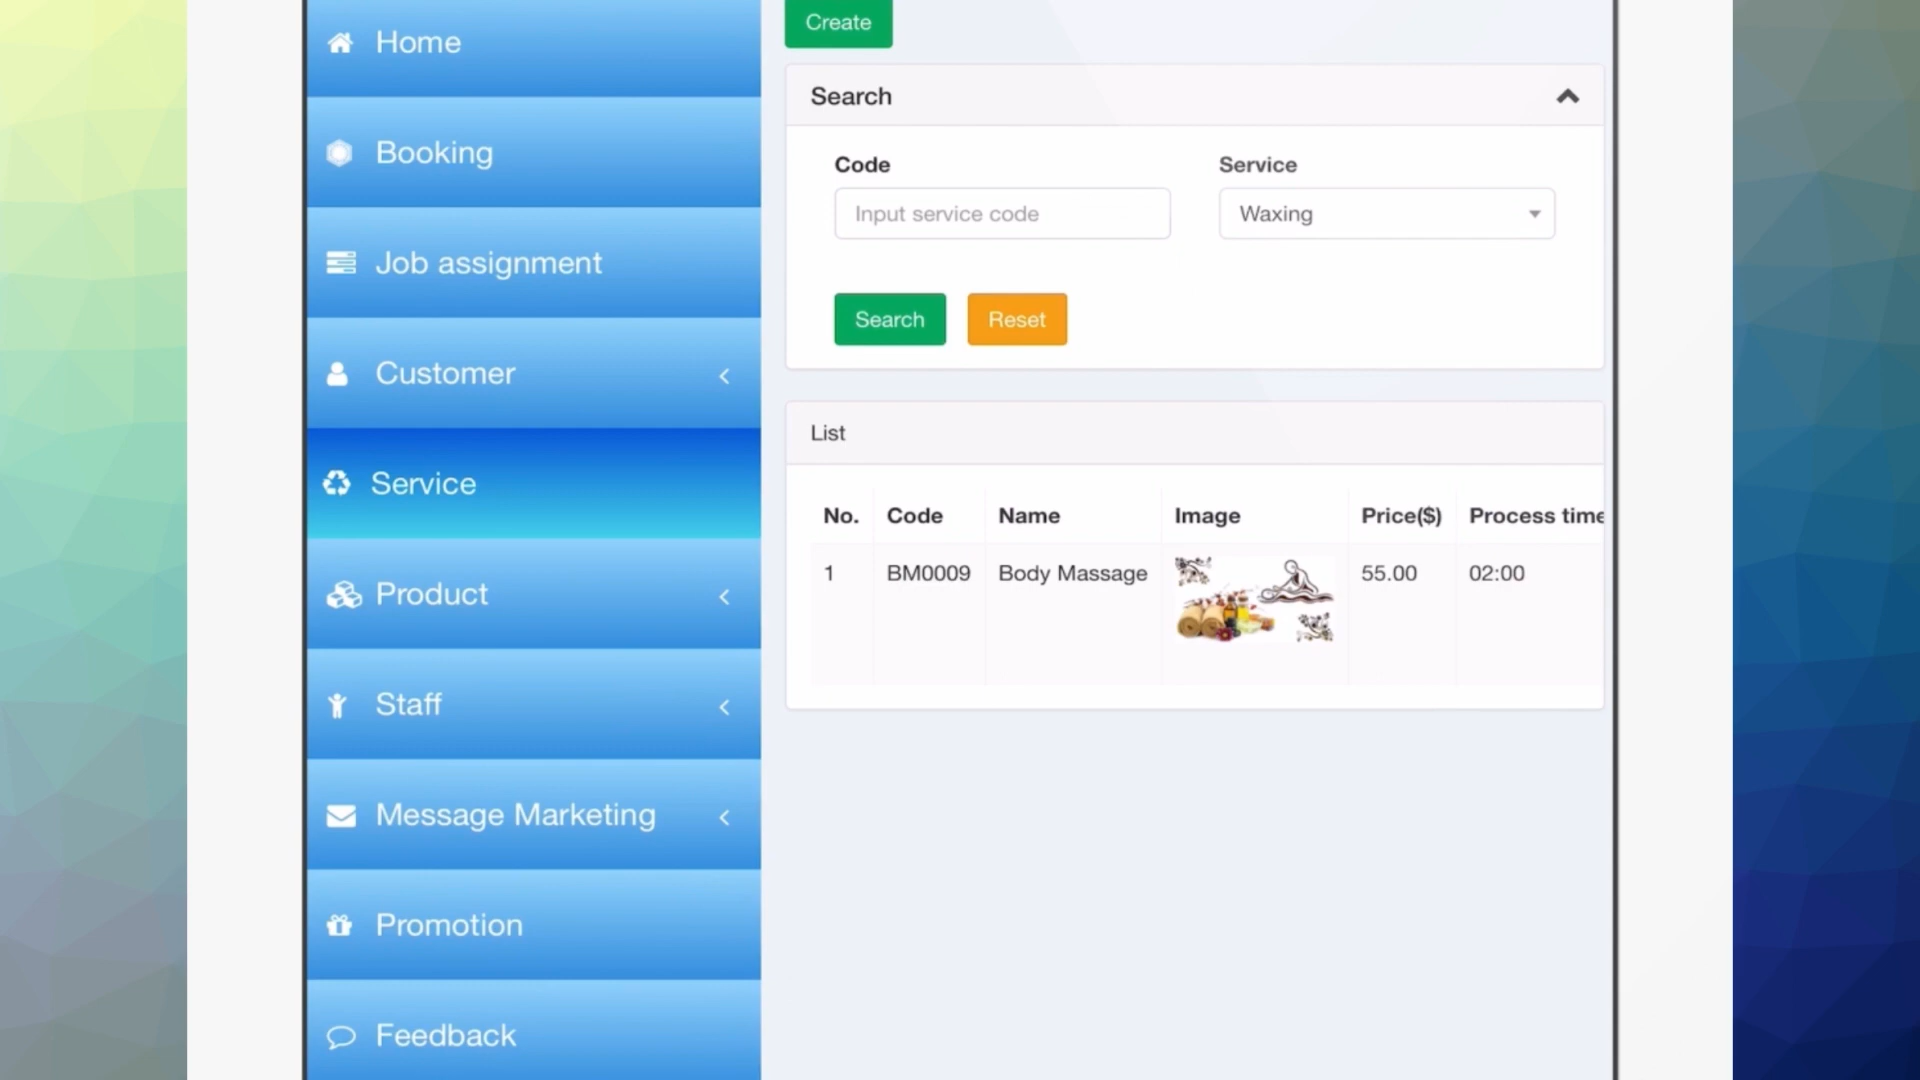 Home
Booking
Job assignment
Customer
Service
Product
Staff
Message Marketing
Promotion
Feedback
Create
Search
Code Service
Input service code Waxing
Search Reset
List
No. Code Name Image Price($) Process time
1 BM0009 Body Massage 55.00 02:00